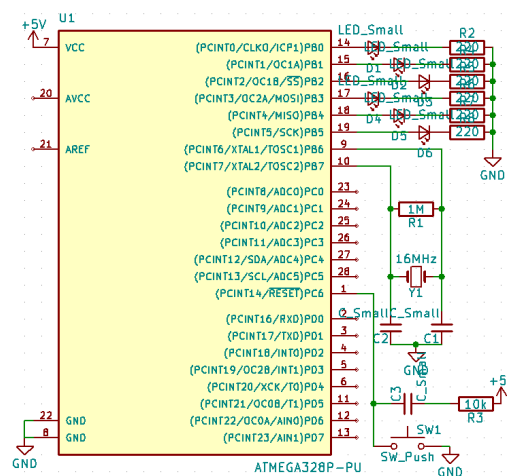 U1
+5V
7 VCC
20 AVCC
21 AREF
22 GND
8 GND
GND
(PCINT0/CLKO/ICP1)PB0 14
(PCINT1/OC1A)PB1 15
(PCINT2/OC1B/SS)PB2 16
(PCINT3/OC2A/MOSI)PB3 17
(PCINT4/MISO)PB4 18
(PCINT5/SCK)PB5 19
(PCINT6/XTAL1/TOSC1)PB6 9
(PCINT7/XTAL2/TOSC2)PB7 10
(PCINT8/ADC0)PC0 23
(PCINT9/ADC1)PC1 24
(PCINT10/ADC2)PC2 25
(PCINT11/ADC3)PC3 26
(PCINT12/SDA/ADC4)PC4 27
(PCINT13/SCL/ADC5)PC5 28
(PCINT14/RESET)PC6 1
(PCINT16/RXD)PD0 2
(PCINT17/TXD)PD1 3
(PCINT18/INT0)PD2 4
(PCINT19/OC2B/INT1)PD3 5
(PCINT20/XCK/T0)PD4 6
(PCINT21/OC0B/T1)PD5 11
(PCINT22/OC0A/AIN0)PD6 12
(PCINT23/AIN1)PD7 13
ATMEGA328P-PU
LED_Small
R2
220
D1
D2
220
D3
220
D4
D5
220
D6
GND
1M
R1
16MHz
Y1
C_Small
C_Small
C2
C1
GND
C3
C_Small
+5
10k
R3
SW1
SW_Push
GND